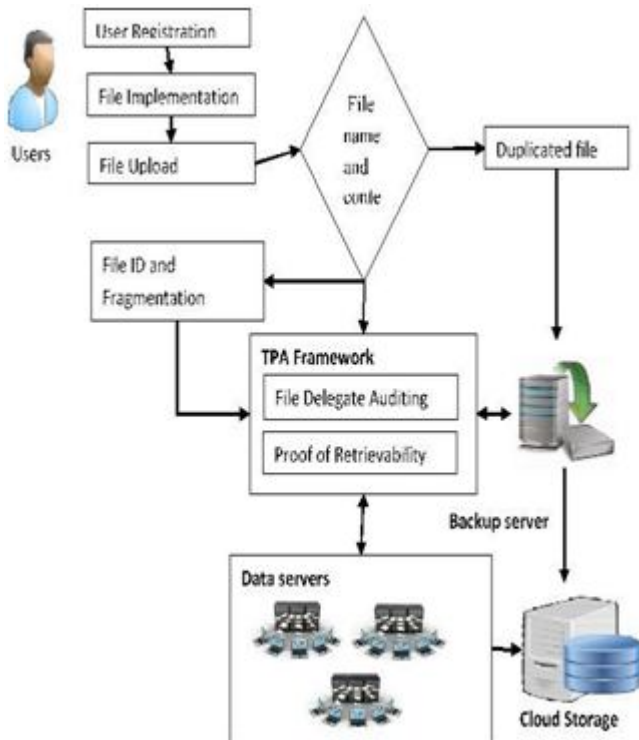 User Registration
File Implementation
Users
File Upload
File
name
and
conte
Duplicated file
File ID and
Fragmentation
TPA Framework
File Delegate Auditing
Proof of Retrievability
Backup server
Data servers
Cloud Storage